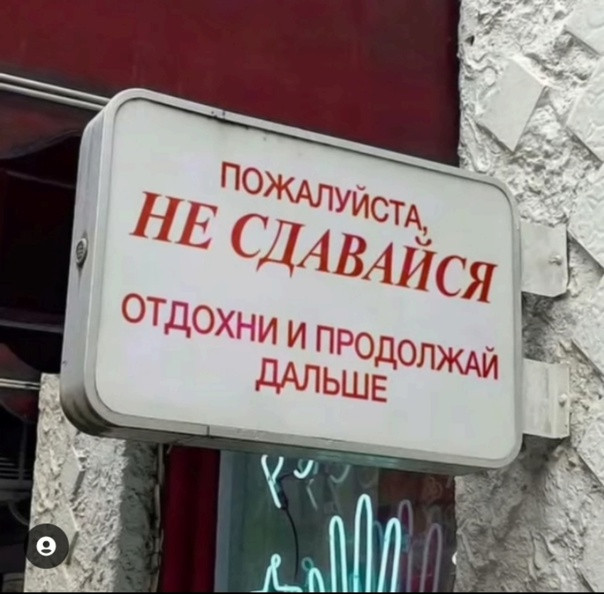 ПОЖАЛУЙСТА,
НЕ СДАВАЙСЯ
ОТДОХНИ И ПРОДОЛЖАЙ
ДАЛЬШЕ